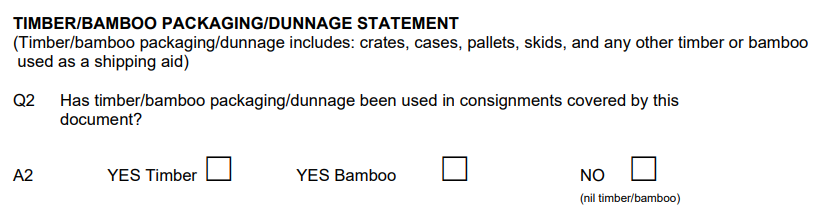 TIMBER/BAMBOO PACKAGING/DUNNAGE STATEMENT
(Timber/bamboo packaging/dunnage includes: crates, cases, pallets, skids, and any other timber or bamboo
used as a shipping aid)
Q2 Has timber/bamboo packaging/dunnage been used in consignments covered by this
document?
A2 YES Timber YES Bamboo NO
(nil timber/bamboo)